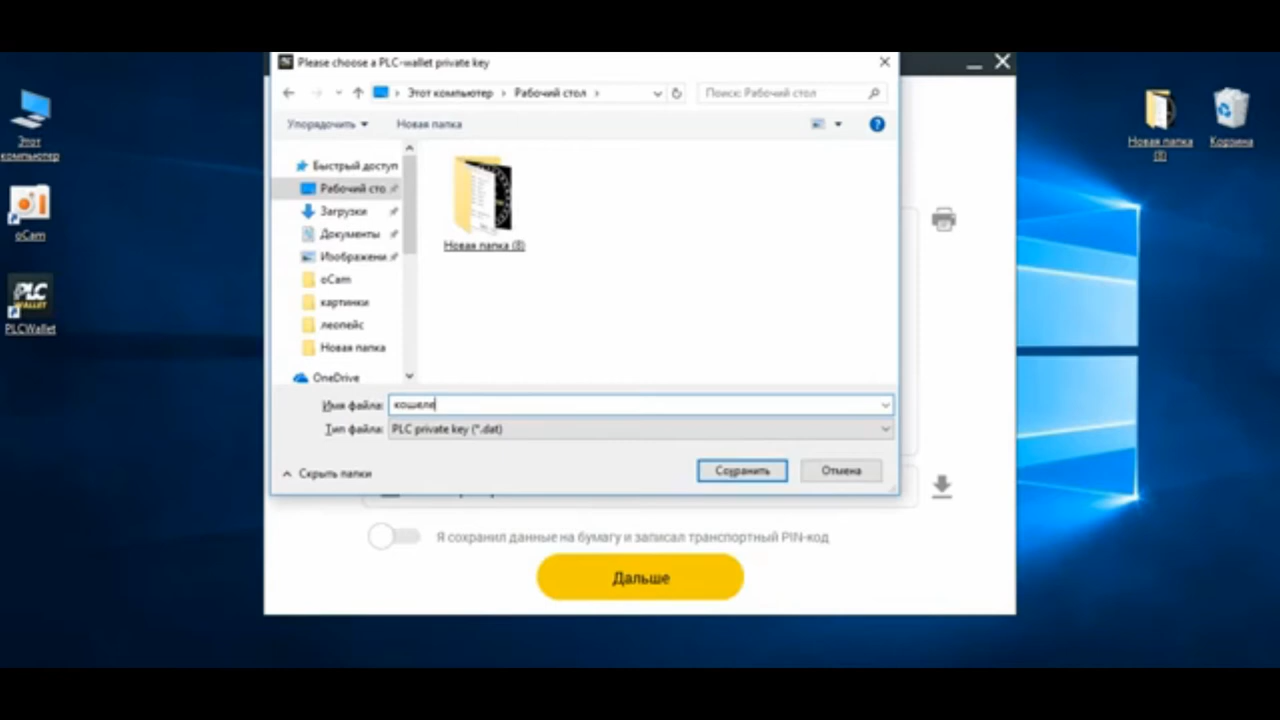 Please choose a PLC-wallet private key
Этот компьютер › Рабочий стол ›
Поиск: Рабочий стол
Упорядочить
Новая папка
Быстрый доступ
Рабочий сто
Загрузки
Документы
Изображени
oCam
картинки
леопейс
Новая папка
OneDrive
Новая папка (8)
Имя файла: кошеле
Тип файла: PLC private key (*.dat)
Скрыть папки
Сохранить
Отмена
Я сохранил данные на бумагу и записал транспортный PIN-код
Дальше
Этот
компьютер
oCam
PLC
WALLET
PLCWallet
Новая папка
(8)
Корзина